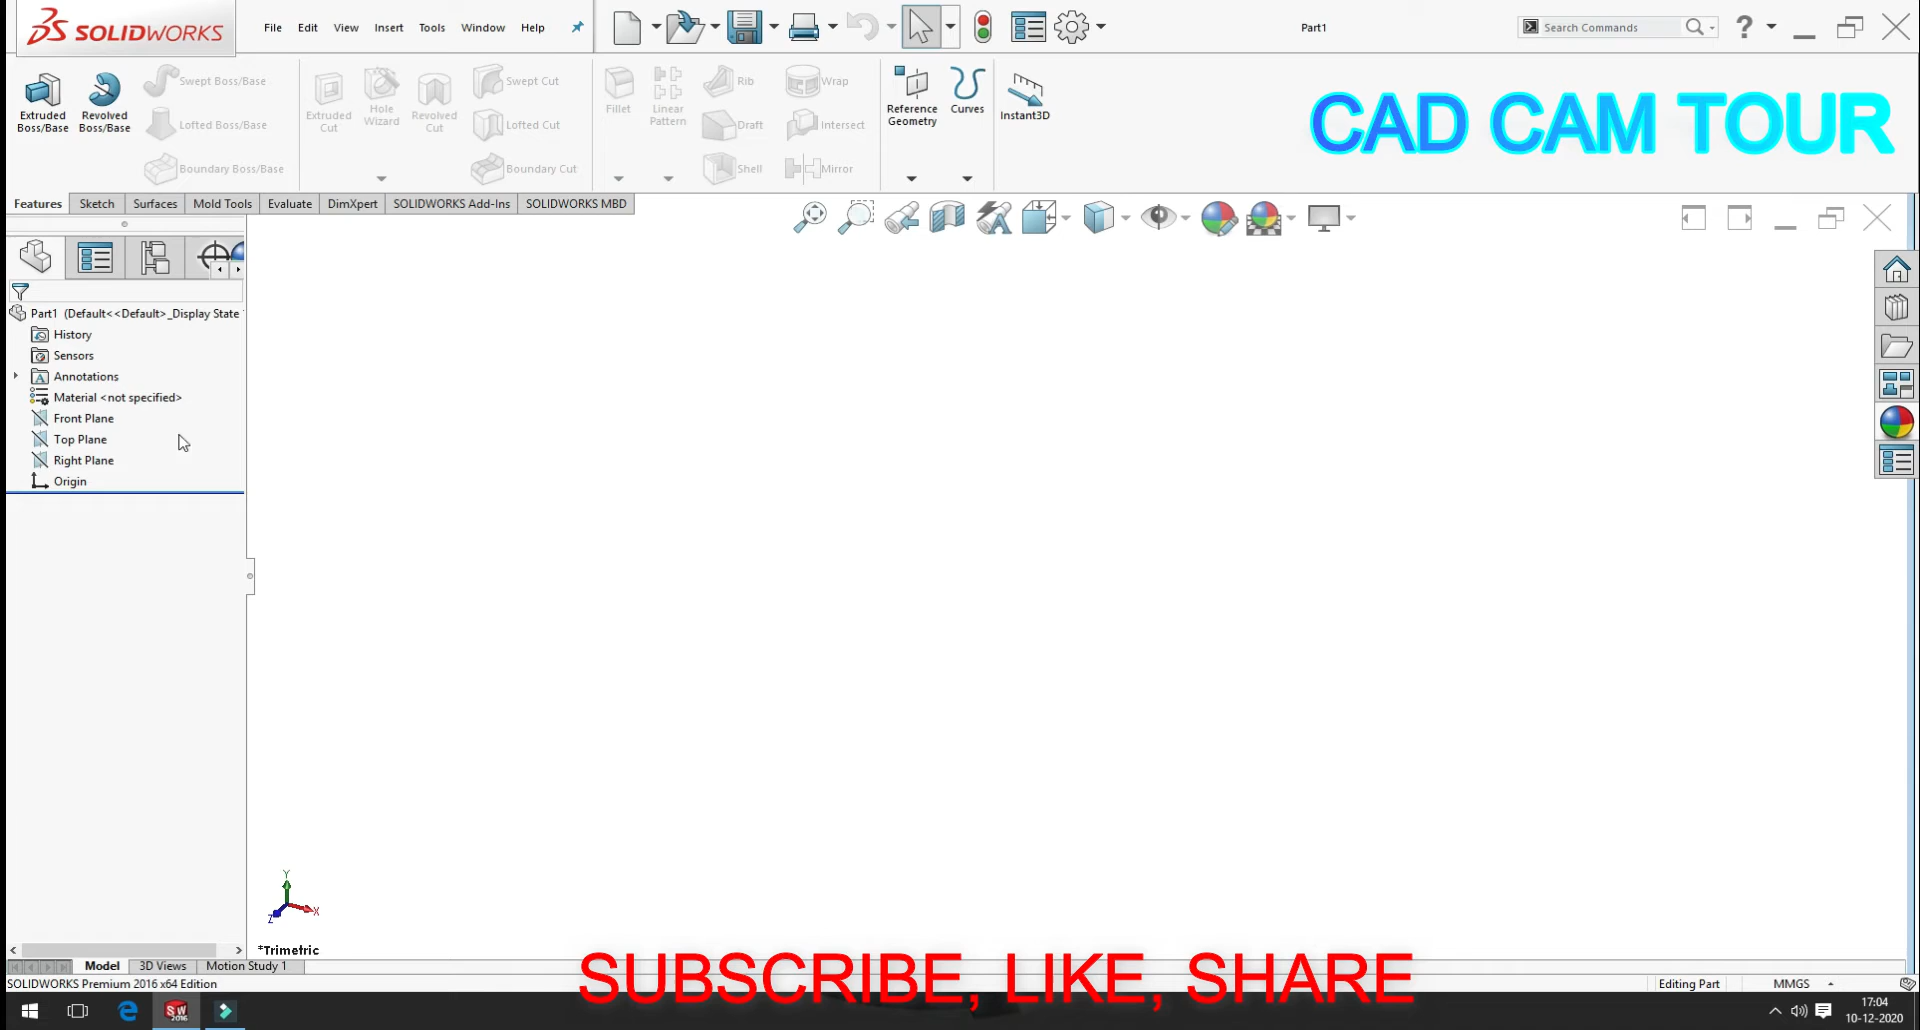 SOLIDWORKS
File Edit View Insert Tools Window Help
Part1
Search Commands
Extruded Boss/Base
Revolved Boss/Base
Swept Boss/Base
Lofted Boss/Base
Boundary Boss/Base
Extruded Cut
Hole Wizard
Revolved Cut
Swept Cut
Lofted Cut
Boundary Cut
Fillet
Linear Pattern
Rib
Draft
Shell
Wrap
Intersect
Mirror
Reference Geometry
Curves
Instant3D
CAD CAM TOUR
Features Sketch Surfaces Mold Tools Evaluate DimXpert SOLIDWORKS Add-Ins SOLIDWORKS MBD
Part1 (Default<<Default>_Display State
History
Sensors
Annotations
Material <not specified>
Front Plane
Top Plane
Right Plane
Origin
Y
X
Z
*Trimetric
Model 3D Views Motion Study 1
SUBSCRIBE, LIKE, SHARE
SOLIDWORKS Premium 2016 x64 Edition
Editing Part
MMGS
SW
2016
17:04
10-12-2020